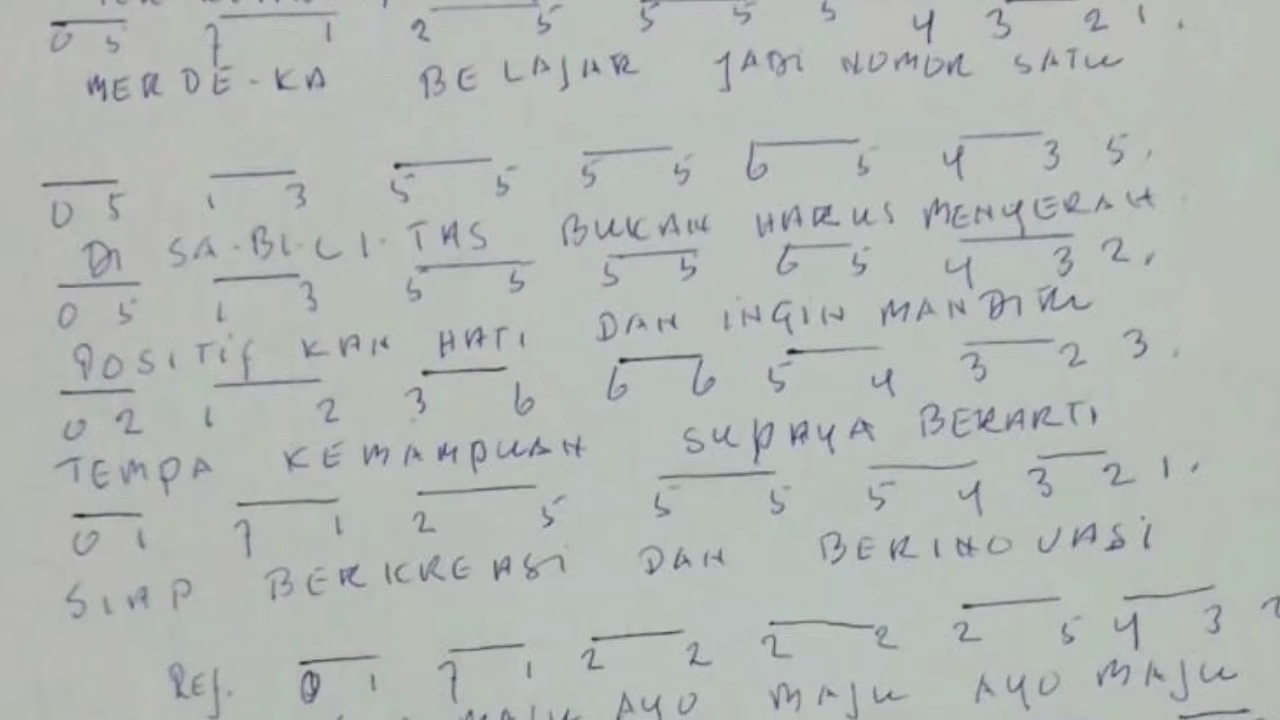 0 5 7 1 2 5 5 5 5 4 3 2 1 .
MERDE-KA BELAJAR JADI NOMOR SATU
0 5 1 3 5 5 5 5 6 5 4 3 5 .
DI SA-BI-LI-TAS BUKAN HARUS MENYERAH
0 5 1 3 5 5 5 5 6 5 4 3 2 .
POSITIF KAN HATI DAN INGIN MANDIRI
0 2 1 2 3 6 6 6 5 4 3 2 3 .
TEMPA KEMAMPUAN SUPAYA BERARTI
0 1 7 1 2 5 5 5 5 4 3 2 1 .
SIAP BERKREASI DAN BERINOVASI
Ref. 0 1 7 1 2 2 2 2 2 5 4 3
MAJU AYO MAJU AYO MAJU